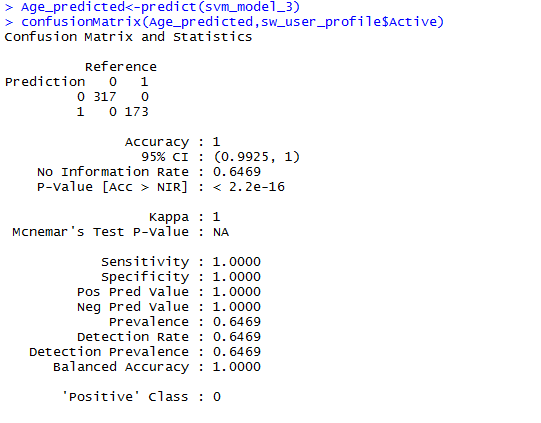 > Age_predicted<-predict(svm_model_3)
> confusionMatrix(Age_predicted,sw_user_profile$Active)
Confusion Matrix and Statistics
Reference
Prediction 0 1
0 317 0
1 0 173
Accuracy : 1
95% CI : (0.9925, 1)
No Information Rate : 0.6469
P-Value [Acc > NIR] : < 2.2e-16
Kappa : 1
Mcnemar's Test P-Value : NA
Sensitivity : 1.0000
Specificity : 1.0000
Pos Pred Value : 1.0000
Neg Pred Value : 1.0000
Prevalence : 0.6469
Detection Rate : 0.6469
Detection Prevalence : 0.6469
Balanced Accuracy : 1.0000
'Positive' Class : 0